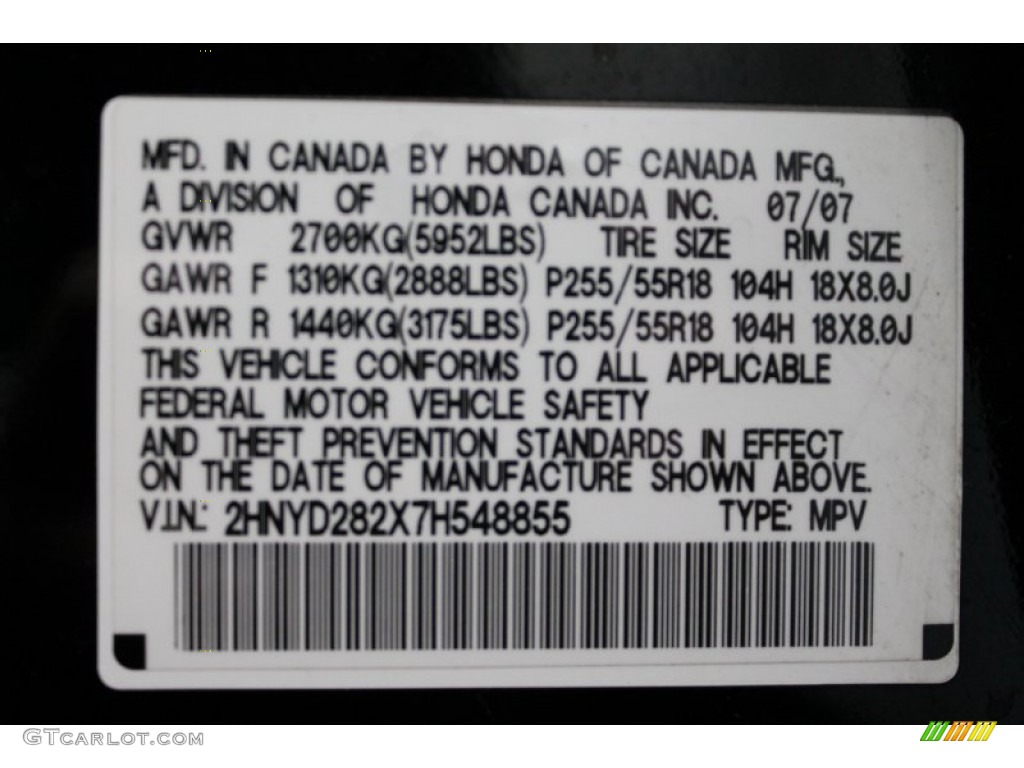 MFD. IN CANADA BY HONDA OF CANADA MFG.,
A DIVISION OF HONDA CANADA INC. 07/07
GVWR 2700KG(5952LBS) TIRE SIZE RIM SIZE
GAWR F 1310KG(2888LBS) P255/55R18 104H 18X8.0J
GAWR R 1440KG(3175LBS) P255/55R18 104H 18X8.0J
THIS VEHICLE CONFORMS TO ALL APPLICABLE
FEDERAL MOTOR VEHICLE SAFETY
AND THEFT PREVENTION STANDARDS IN EFFECT
ON THE DATE OF MANUFACTURE SHOWN ABOVE.
V.I.N.: 2HNYD282X7H548855 TYPE: MPV
GTCARLOT.COM